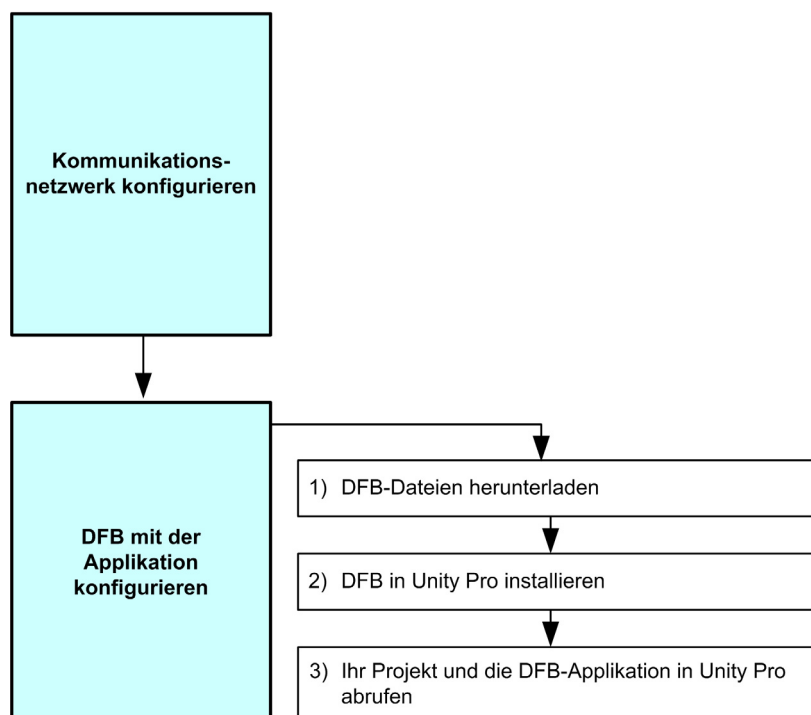 Kommunikations-
netzwerk konfigurieren
DFB mit der
Applikation
konfigurieren
1) DFB-Dateien herunterladen
2) DFB in Unity Pro installieren
3) Ihr Projekt und die DFB-Applikation in Unity Pro
abrufen